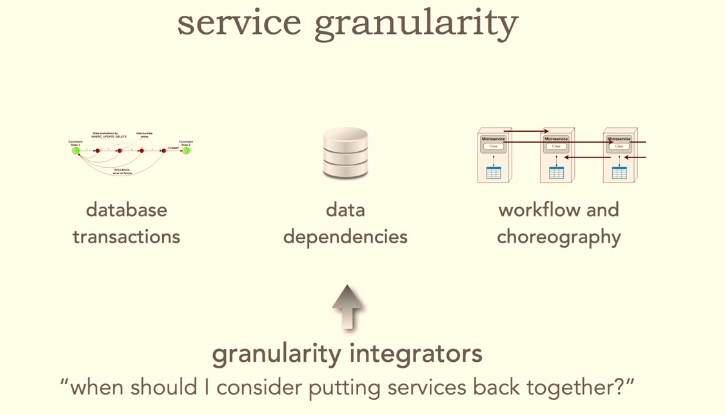 service granularity
Microservice
Microservice
Microservice
Class
Class
Class
database
transactions
data
dependencies
workflow and
choreography
granularity integrators
“when should I consider putting services back together?”